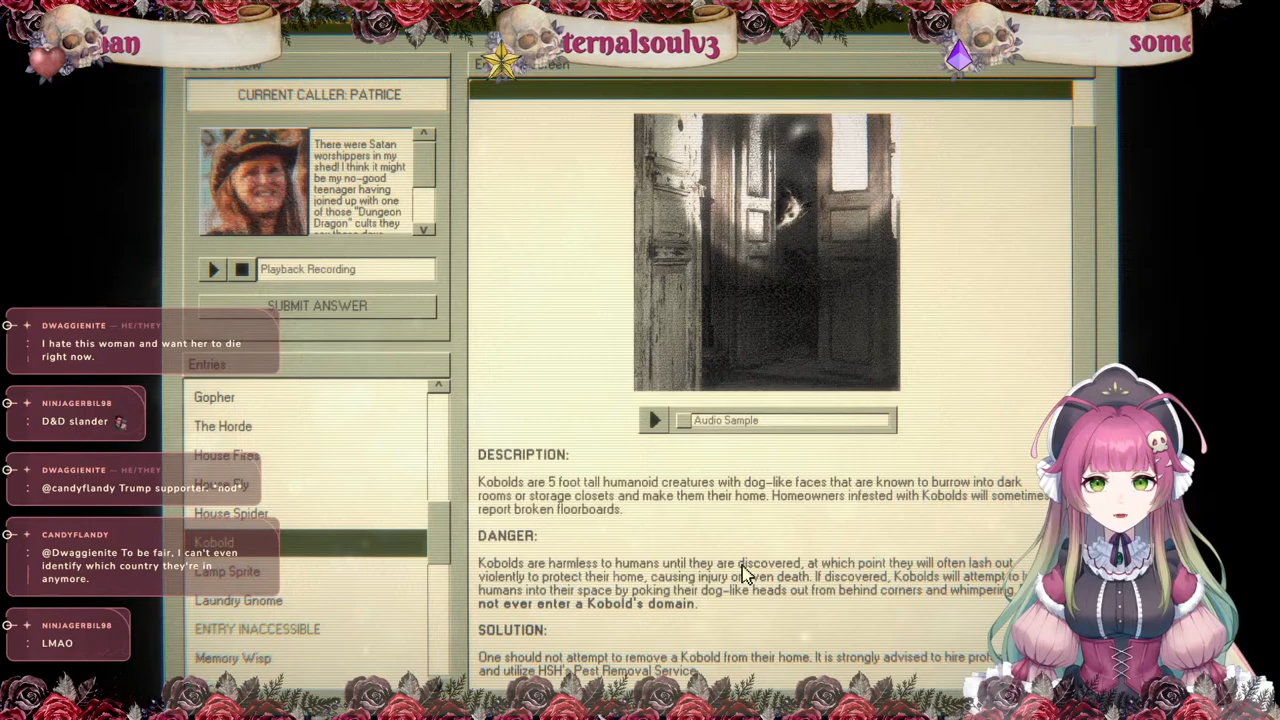 nan
ternalsoulv3
some
CURRENT CALLER: PATRICE
There were Satan
worshippers in my
shed! I think it might
be my no-good
teenager having
joined up with one
of those "Dungeon
Dragon" cults they
Playback Recording
SUBMIT ANSWER
Entries
Gopher
The Horde
House Fires
House Fly
House Spider
Kobold
Lamp Sprite
Laundry Gnome
ENTRY INACCESSIBLE
Memory Wisp
Audio Sample
DESCRIPTION:
Kobolds are 5 foot tall humanoid creatures with dog-like faces that are known to burrow into dark
rooms or storage closets and make them their home. Homeowners infested with Kobolds will sometimes
report broken floorboards.
DANGER:
Kobolds are harmless to humans until they are discovered, at which point they will often lash out
violently to protect their home, causing injury or even death. If discovered, Kobolds will attempt to
humans into their space by poking their dog-like heads out from behind corners and whimpering.
not ever enter a Kobold's domain.
SOLUTION:
One should not attempt to remove a Kobold from their home. It is strongly advised to hire
and utilize HSH's Pest Removal Service
DWAGGIENITE — HE/THEY
I hate this woman and want her to die
right now.
NINJAGERBIL98
D&D slander
DWAGGIENITE — HE/THEY
@candyflandy Trump supporter. *nod*
CANDYFLANDY
@Dwaggienite To be fair, I can't even
identify which country they're in
anymore.
NINJAGERBIL98
LMAO